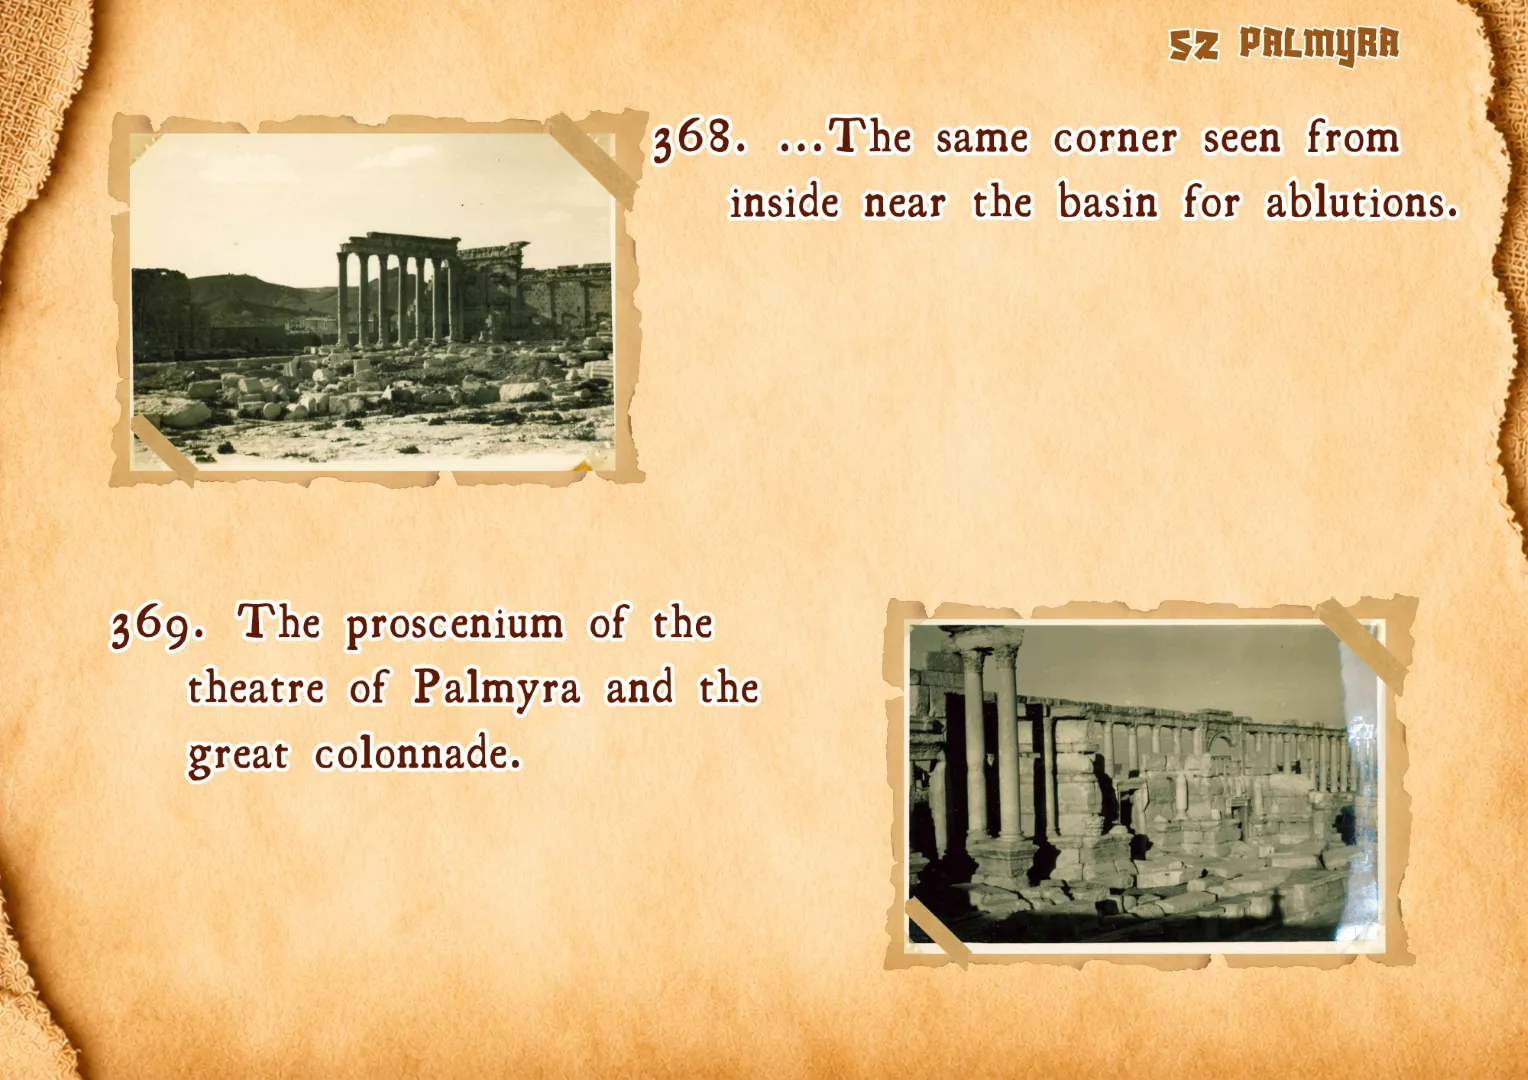 52 PALMYRA
368. ...The same corner seen from
inside near the basin for ablutions.
369. The proscenium of the
theatre of Palmyra and the
great colonnade.